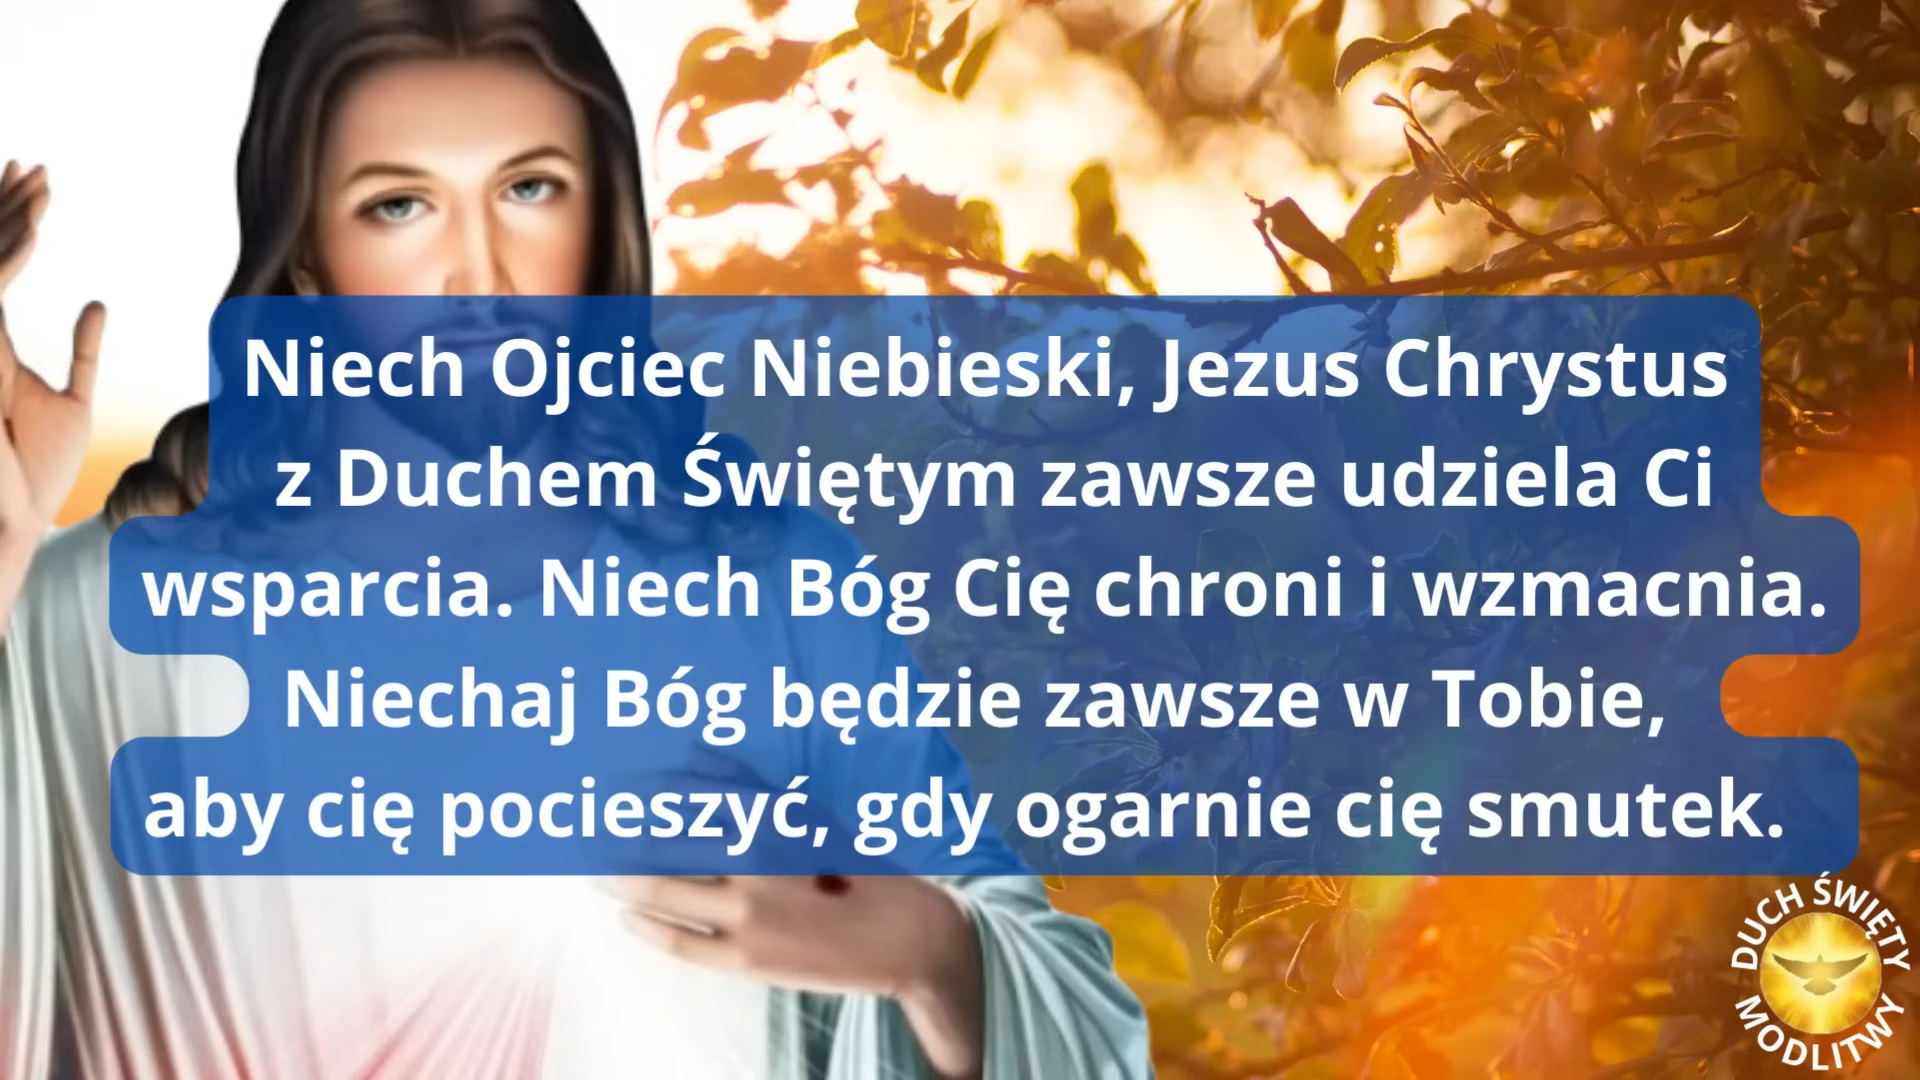 Niech Ojciec Niebieski, Jezus Chrystus
z Duchem Świętym zawsze udziela Ci
wsparcia. Niech Bóg Cię chroni i wzmacnia.
Niechaj Bóg będzie zawsze w Tobie,
aby cię pocieszyć, gdy ogarnie cię smutek.
DUCH ŚWIĘTY
MODLITWY